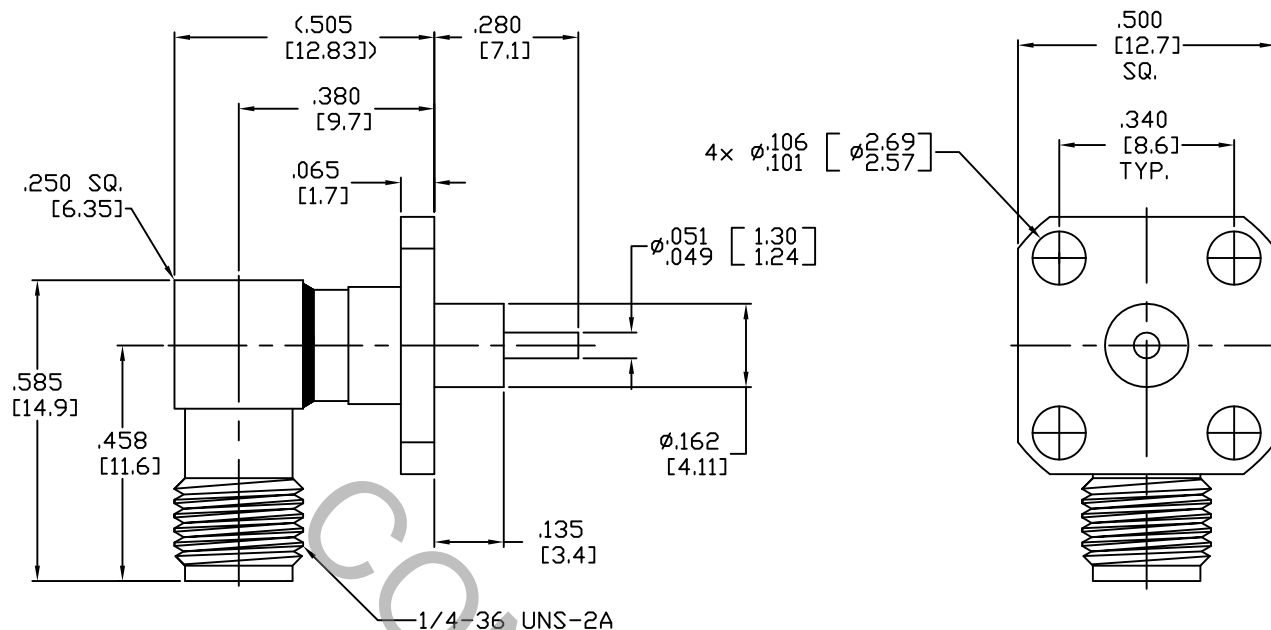 (.505
[12.83])
.280
[7.1]
.380
[9.7]
.065
[1.7]
.250 SQ.
[6.35]
ø.051 [ 1.30 ]
.049 [ 1.24 ]
.585
[14.9]
.458
[11.6]
ø.162
[4.11]
.135
[3.4]
1/4-36 UNS-2A
.500
[12.7]
SQ.
.340
[8.6]
TYP.
4x ø.106 [ ø2.69 ]
.101 [ 2.57 ]